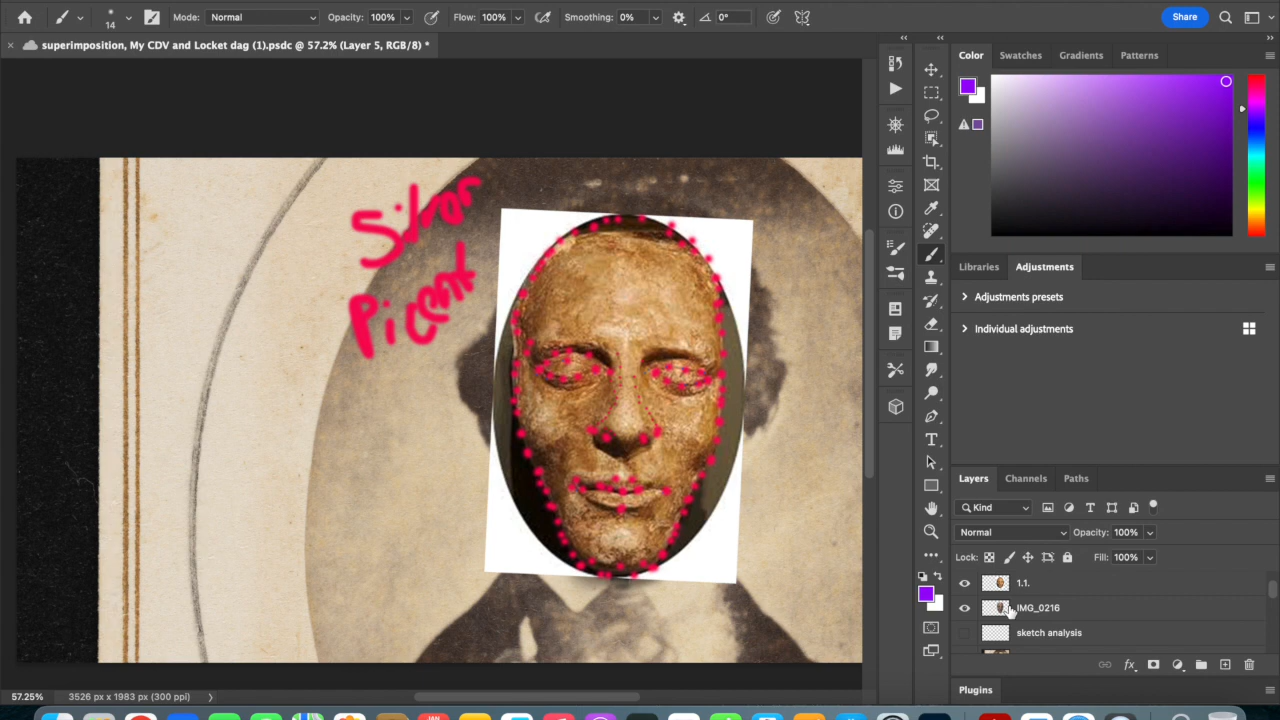 14
Mode:
Normal
Opacity:
100%
Flow:
100%
Smoothing:
0%
0°
Share
superimposition, My CDV and Locket dag (1).psdc @ 57.2% (Layer 5, RGB/8) *
Color
Swatches
Gradients
Patterns
Libraries
Adjustments
Adjustments presets
Individual adjustments
Layers
Channels
Paths
Kind
Normal
Opacity:
100%
Lock:
Fill:
100%
1.1.
IMG_0216
sketch analysis
Plugins
57.25%
3526 px x 1983 px (300 ppi)
JAN